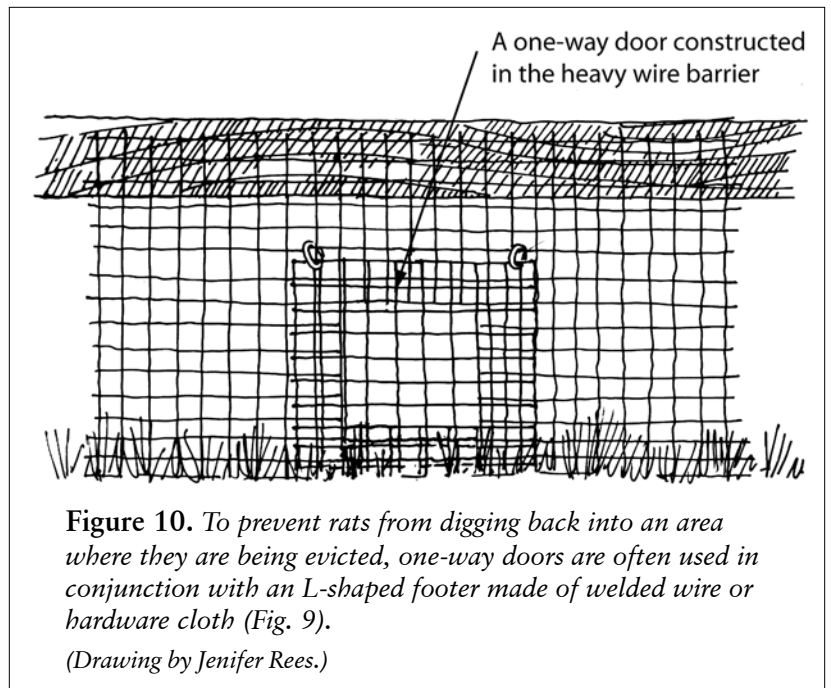 A one-way door constructed
in the heavy wire barrier
Figure 10. To prevent rats from digging back into an area
where they are being evicted, one-way doors are often used in
conjunction with an L-shaped footer made of welded wire or
hardware cloth (Fig. 9).
(Drawing by Jenifer Rees.)